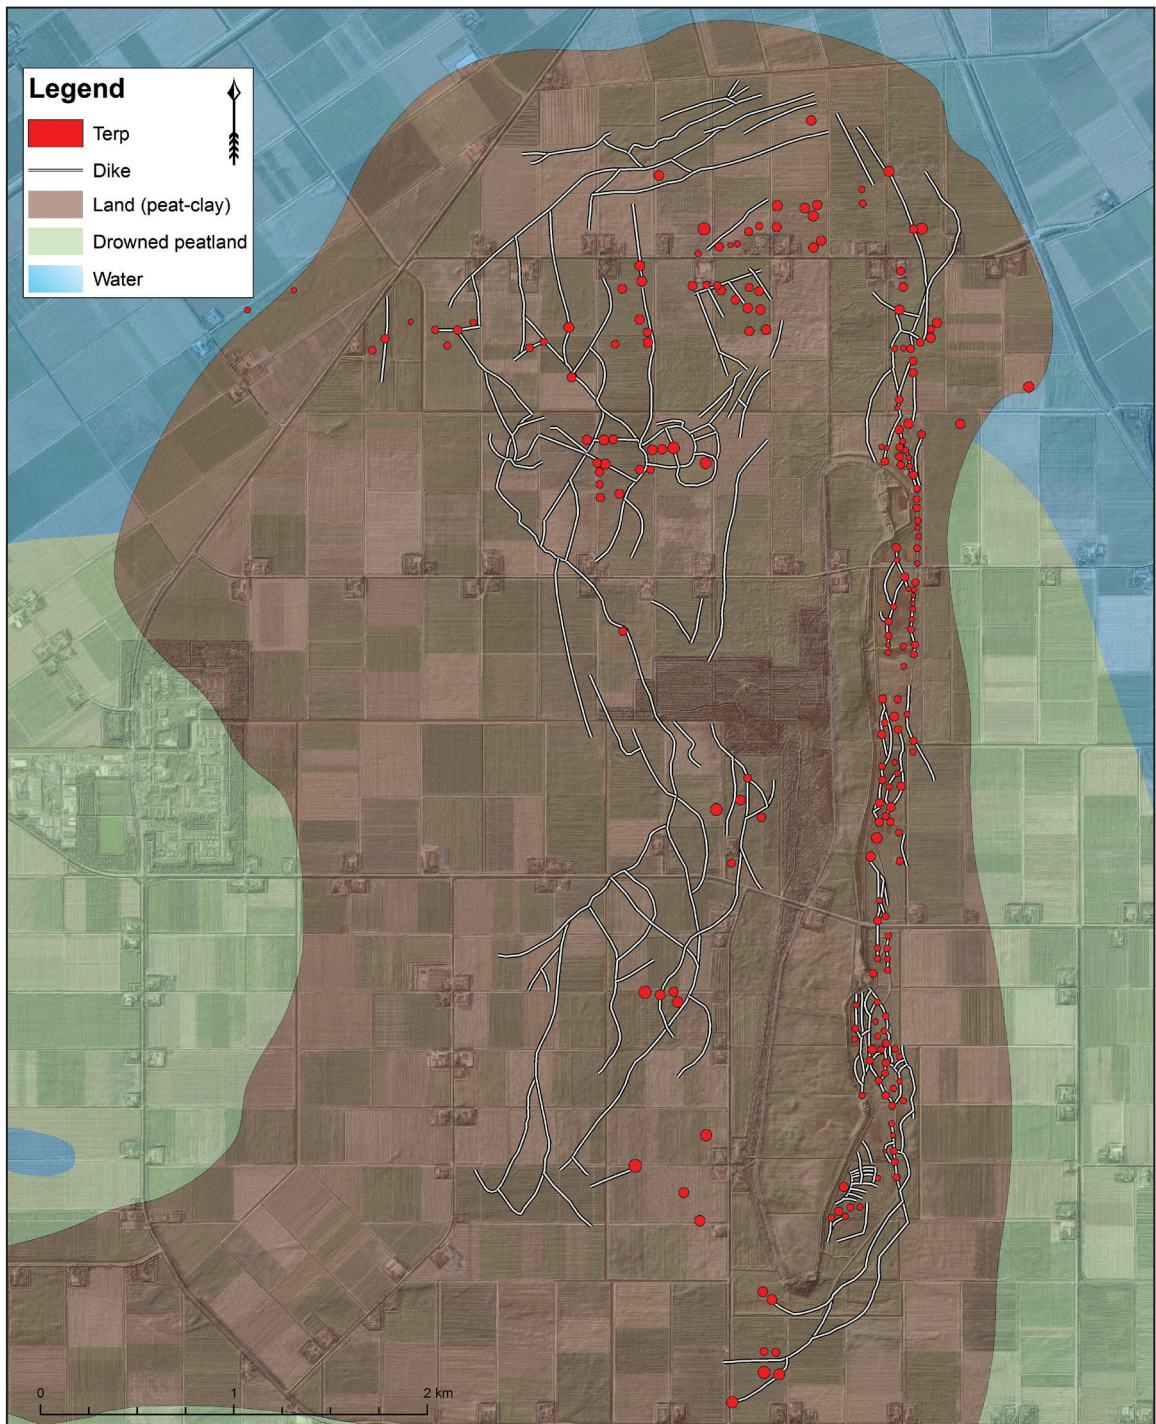 Legend
Terp
Dike
Land (peat-clay)
Drowned peatland
Water
0 1 2 km